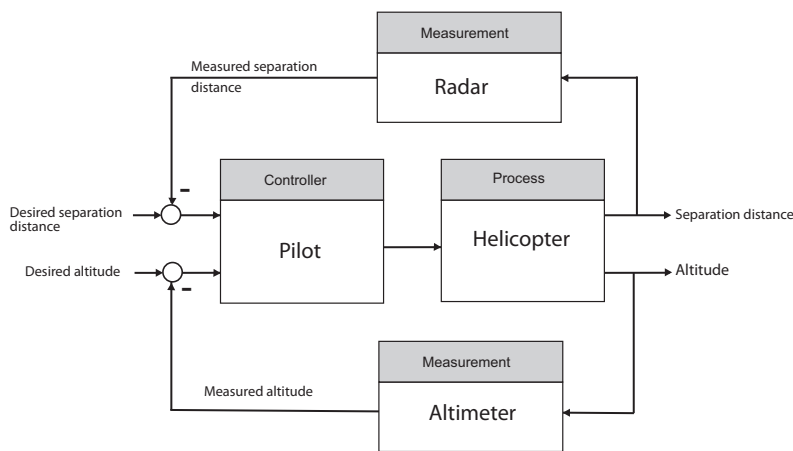 Measurement
Radar
Measured separation
distance
-
Controller
Pilot
Process
Helicopter
Desired separation
distance
Separation distance
Desired altitude
Altitude
-
Measurement
Altimeter
Measured altitude